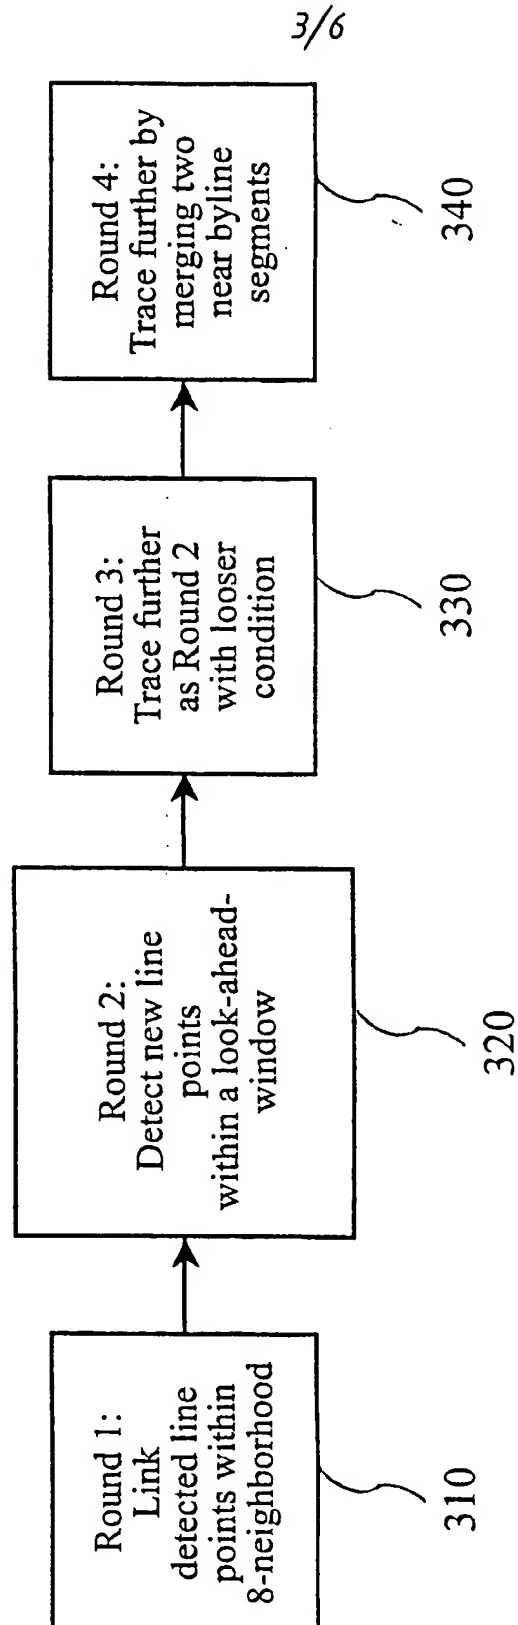 3/6
Round 1:
Link
detected line
points within
8-neighborhood
310
Round 2:
Detect new line
points
within a look-ahead-
window
320
Round 3:
Trace further
as Round 2
with looser
condition
330
Round 4:
Trace further by
merging two
near byline
segments
340